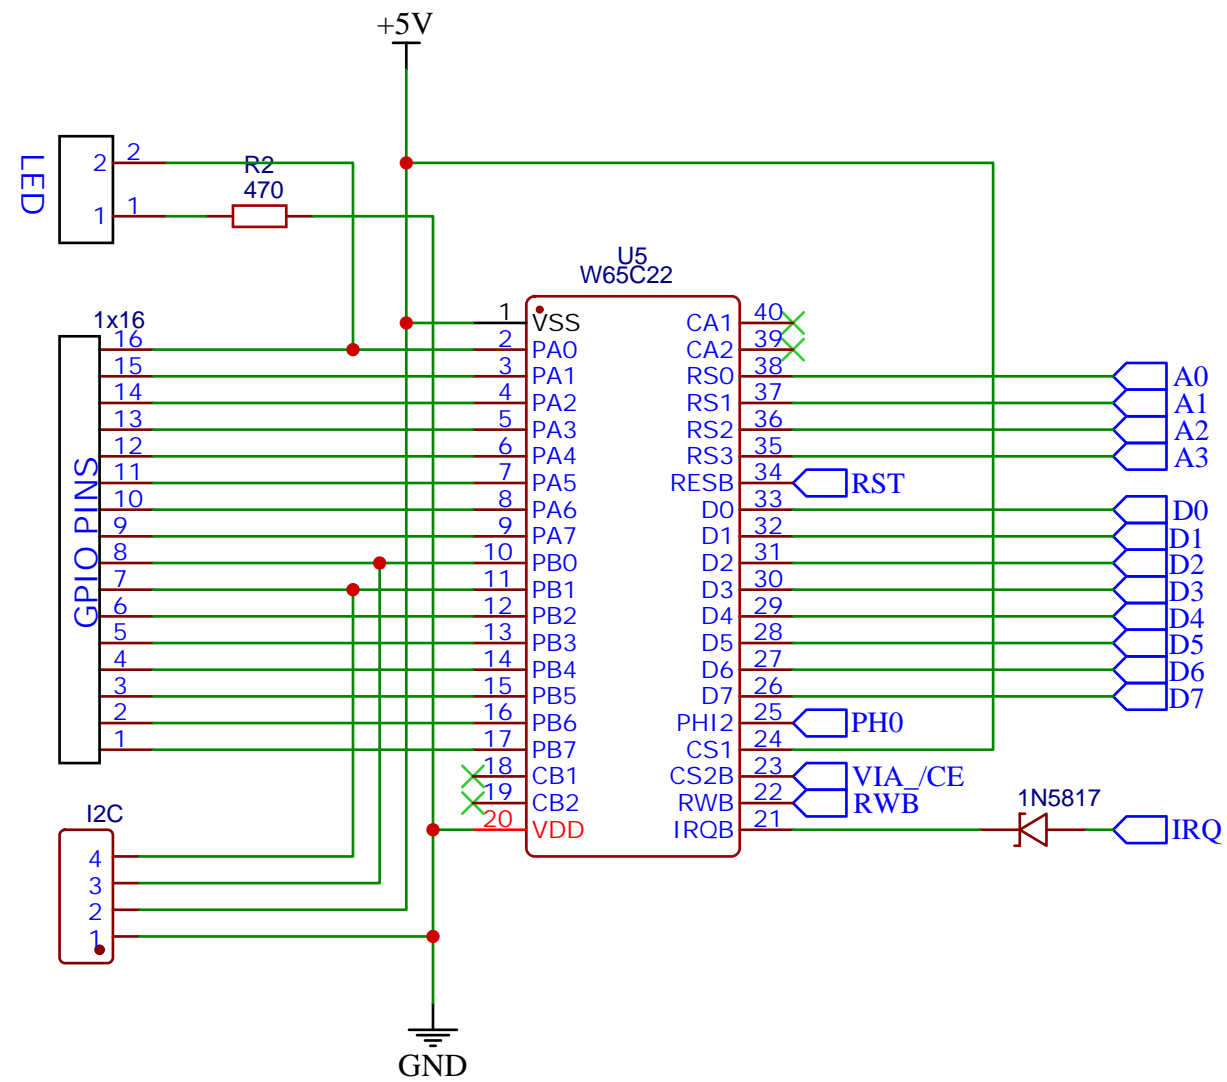 +5V
LED
2 2
1 1
R2
470
U5
W65C22
1x16
GPIO PINS
16
15
14
13
12
11
10
9
8
7
6
5
4
3
2
1
I2C
4
3
2
1
1 VSS
2 PA0
3 PA1
4 PA2
5 PA3
6 PA4
7 PA5
8 PA6
9 PA7
10 PB0
11 PB1
12 PB2
13 PB3
14 PB4
15 PB5
16 PB6
17 PB7
18 CB1
19 CB2
20 VDD
CA1 40
CA2 39
RS0 38 A0
RS1 37 A1
RS2 36 A2
RS3 35 A3
RESB 34 RST
D0 33 D0
D1 32 D1
D2 31 D2
D3 30 D3
D4 29 D4
D5 28 D5
D6 27 D6
D7 26 D7
PHI2 25 PH0
CS1 24
CS2B 23 VIA_/CE
RWB 22 RWB
IRQB 21 IRQ
1N5817
GND